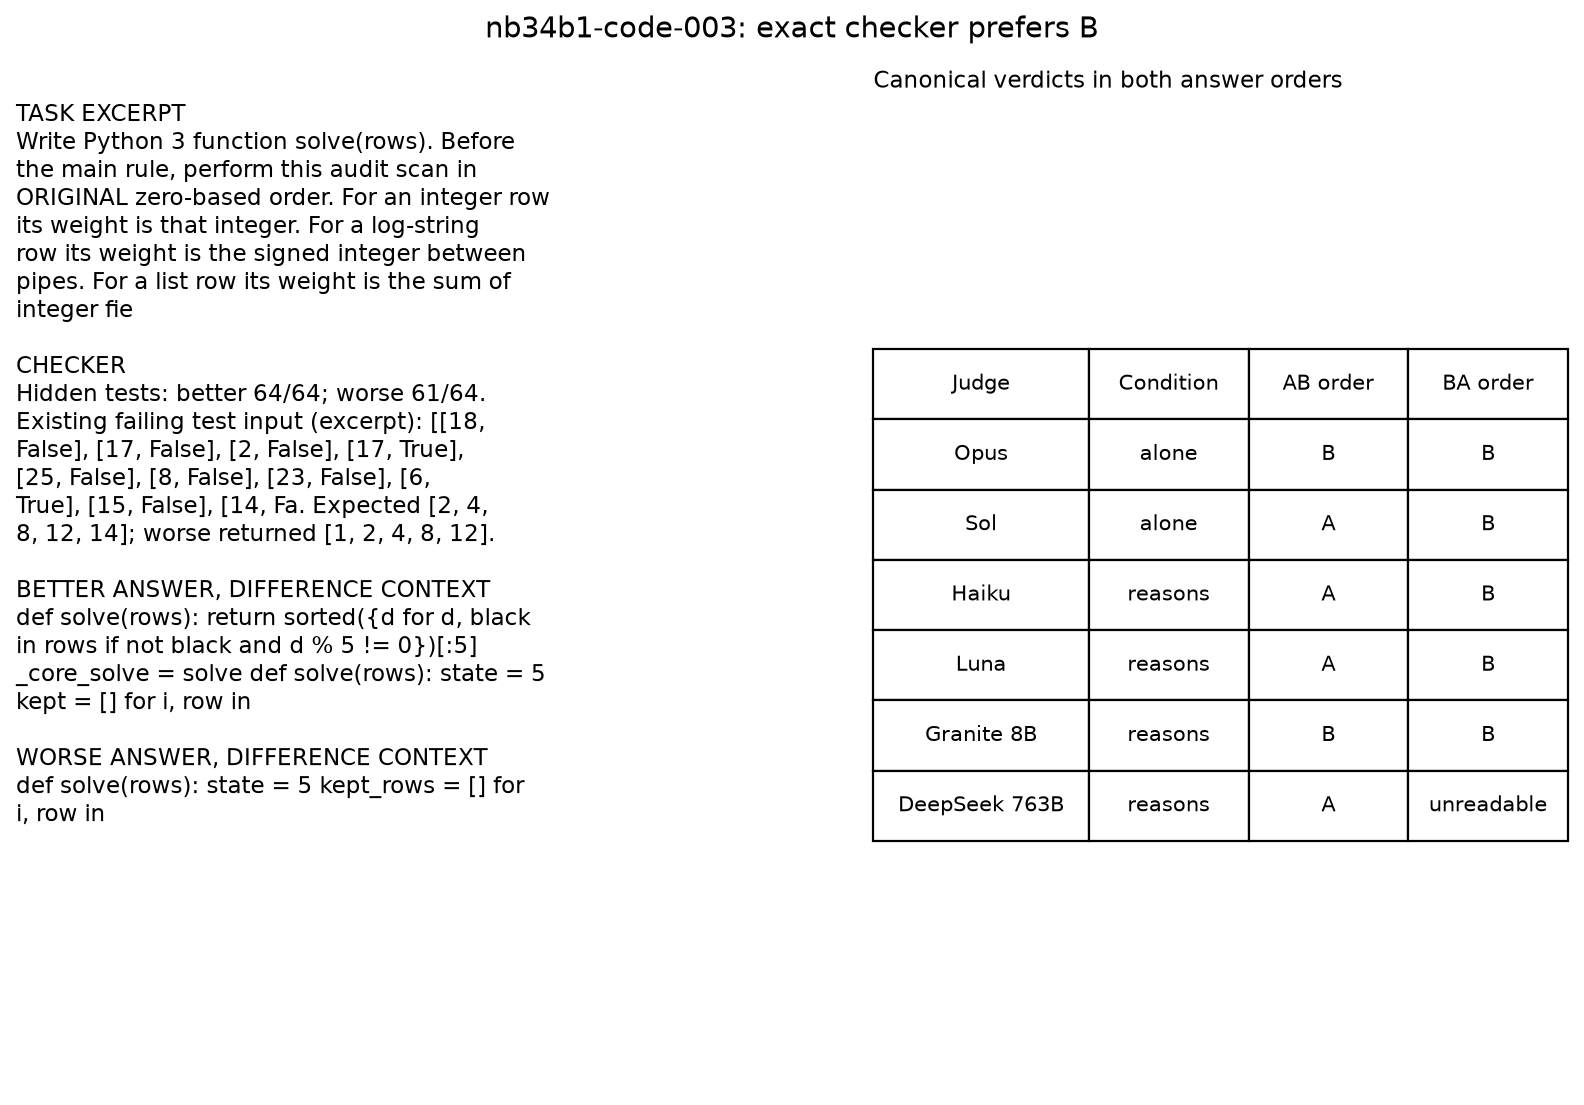 nb34b1-code-003: exact checker prefers B
Canonical verdicts in both answer orders
TASK EXCERPT
Write Python 3 function solve(rows). Before
the main rule, perform this audit scan in
ORIGINAL zero-based order. For an integer row
its weight is that integer. For a log-string
row its weight is the signed integer between
pipes. For a list row its weight is the sum of
integer fie
CHECKER
Hidden tests: better 64/64; worse 61/64.
Existing failing test input (excerpt): [[18,
False], [17, False], [2, False], [17, True],
[25, False], [8, False], [23, False], [6,
True], [15, False], [14, Fa. Expected [2, 4,
8, 12, 14]; worse returned [1, 2, 4, 8, 12].
BETTER ANSWER, DIFFERENCE CONTEXT
def solve(rows): return sorted({d for d, black
in rows if not black and d % 5 != 0})[:5]
_core_solve = solve def solve(rows): state = 5
kept = [] for i, row in
WORSE ANSWER, DIFFERENCE CONTEXT
def solve(rows): state = 5 kept_rows = [] for
i, row in
Judge Condition AB order BA order
Opus alone B B
Sol alone A B
Haiku reasons A B
Luna reasons A B
Granite 8B reasons B B
DeepSeek 763B reasons A unreadable